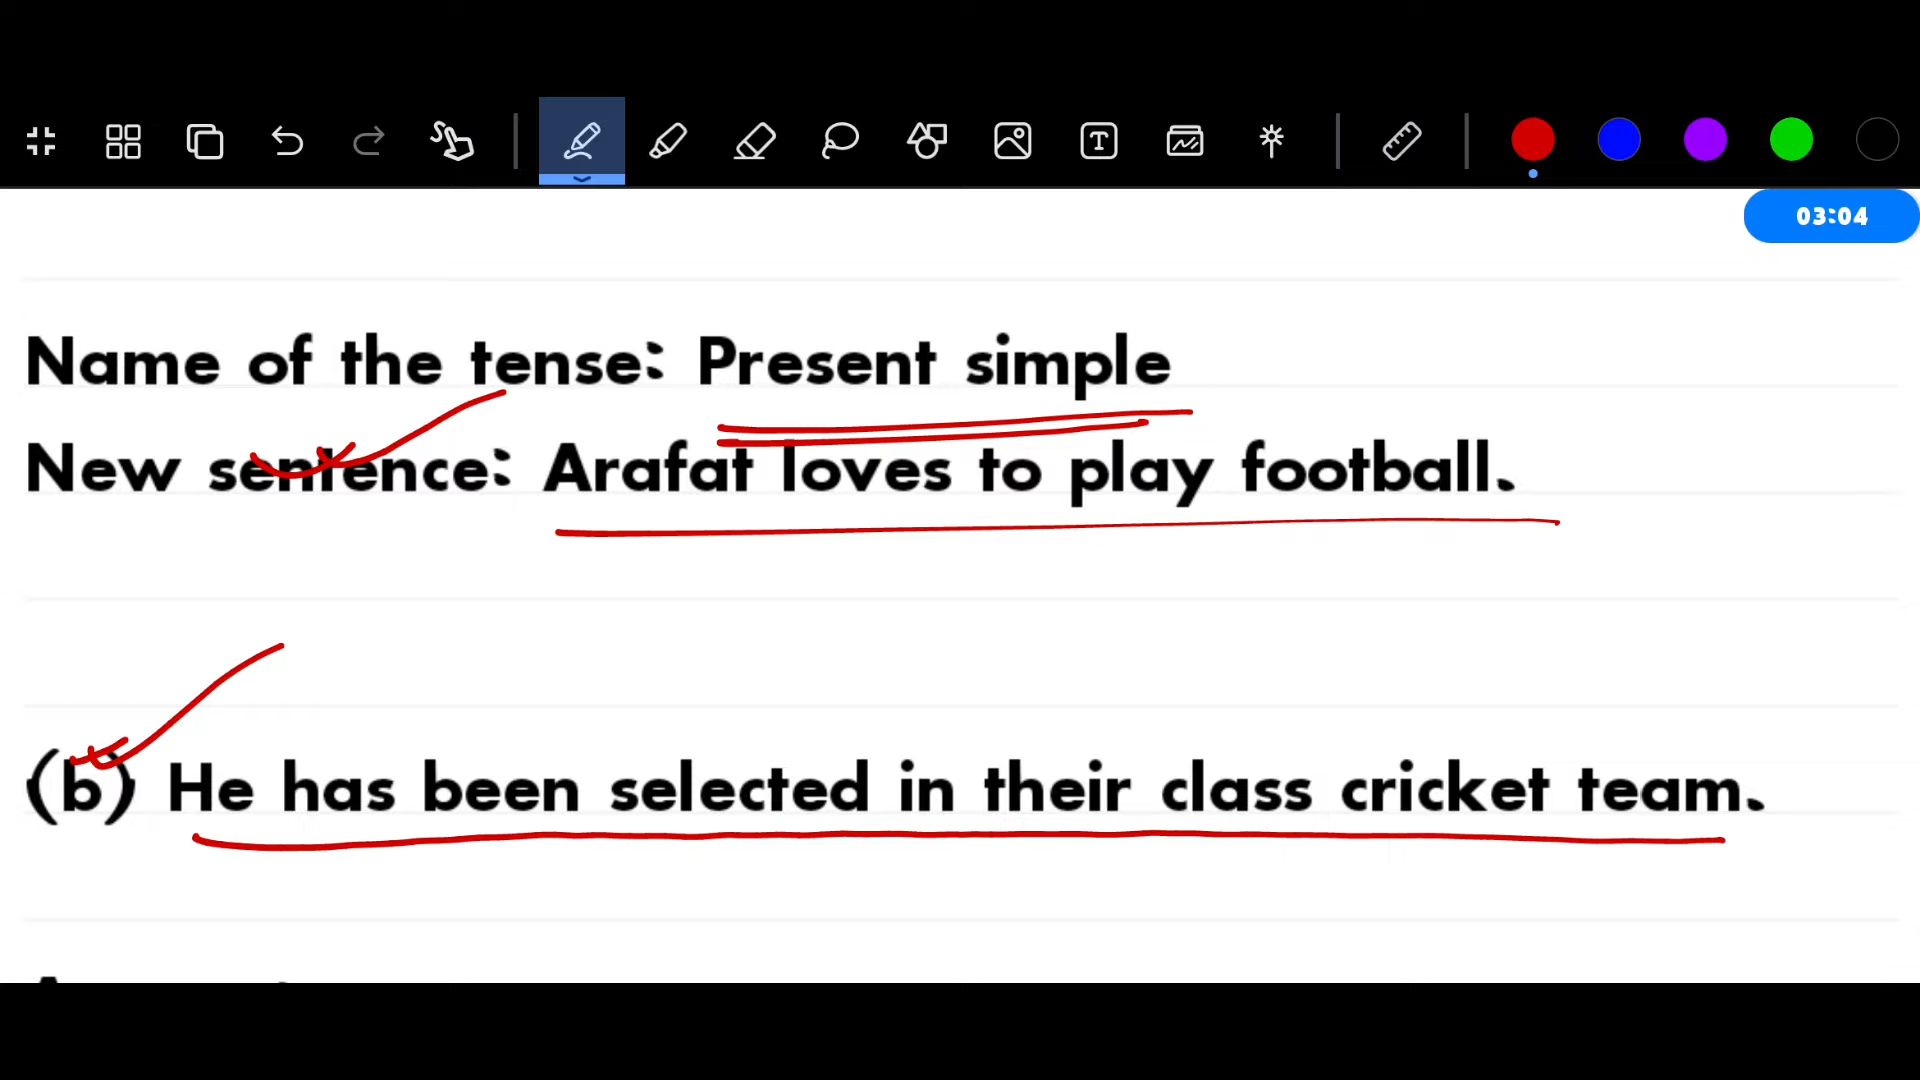 03:04
Name of the tense: Present simple
New sentence: Arafat loves to play football.
(b) He has been selected in their class cricket team.